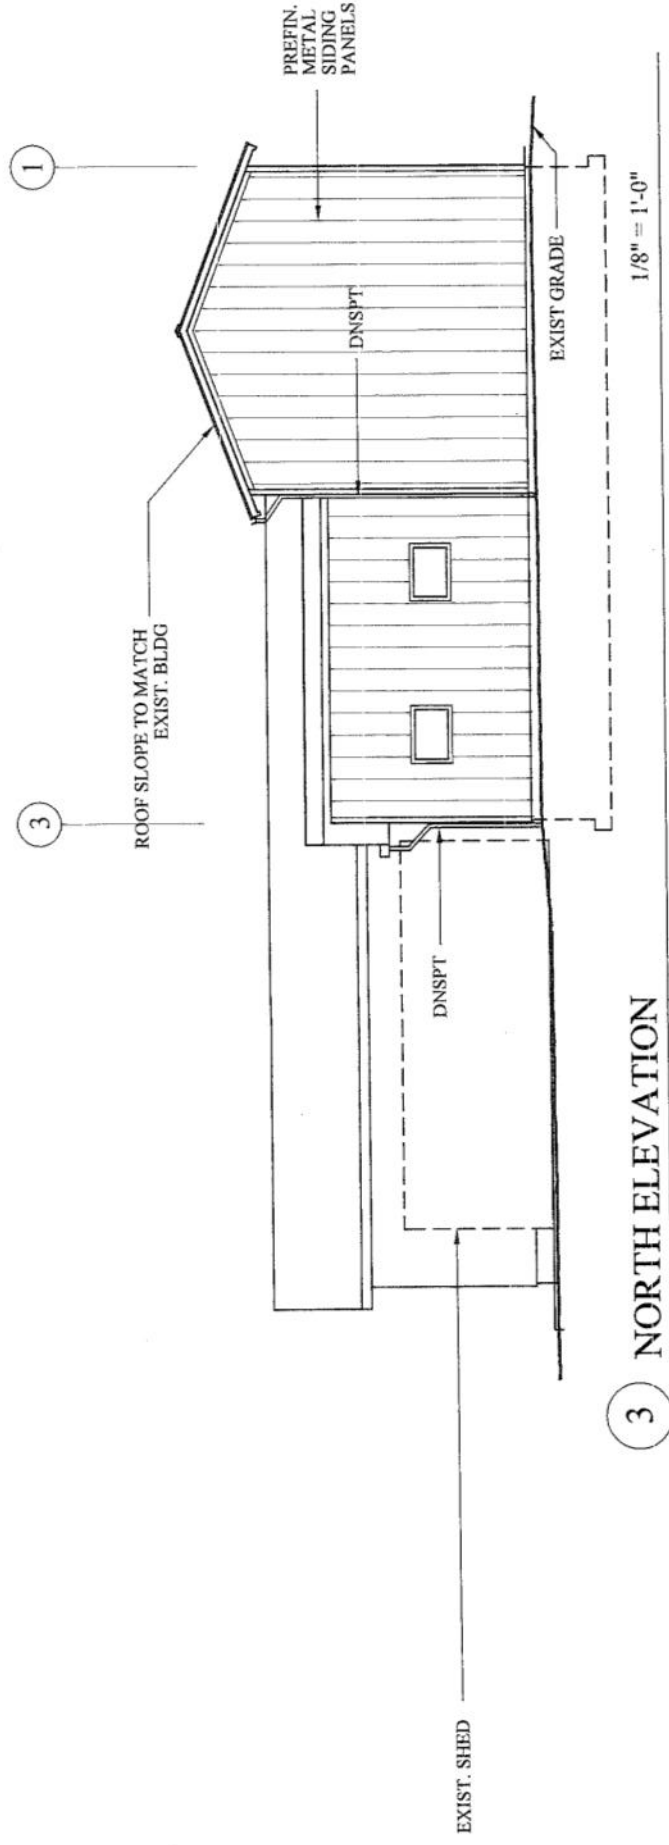 3
1
ROOF SLOPE TO MATCH
EXIST. BLDG
PREFIN.
METAL
SIDING
PANELS
DNSPT
DNSPT
EXIST. SHED
EXIST GRADE
3
NORTH ELEVATION
1/8" = 1'-0"